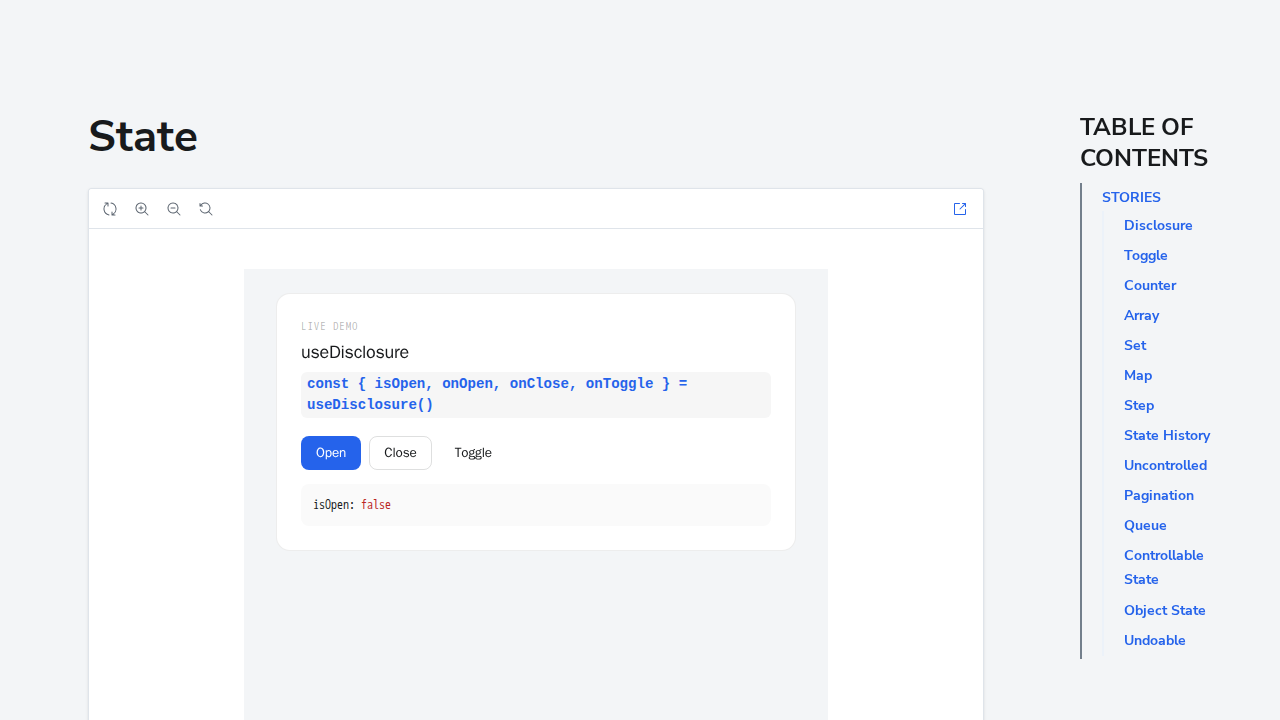 State
LIVE DEMO
useDisclosure
const { isOpen, onOpen, onClose, onToggle } =
useDisclosure()
Open
Close
Toggle
isOpen: false
TABLE OF
CONTENTS
STORIES
Disclosure
Toggle
Counter
Array
Set
Map
Step
State History
Uncontrolled
Pagination
Queue
Controllable
State
Object State
Undoable